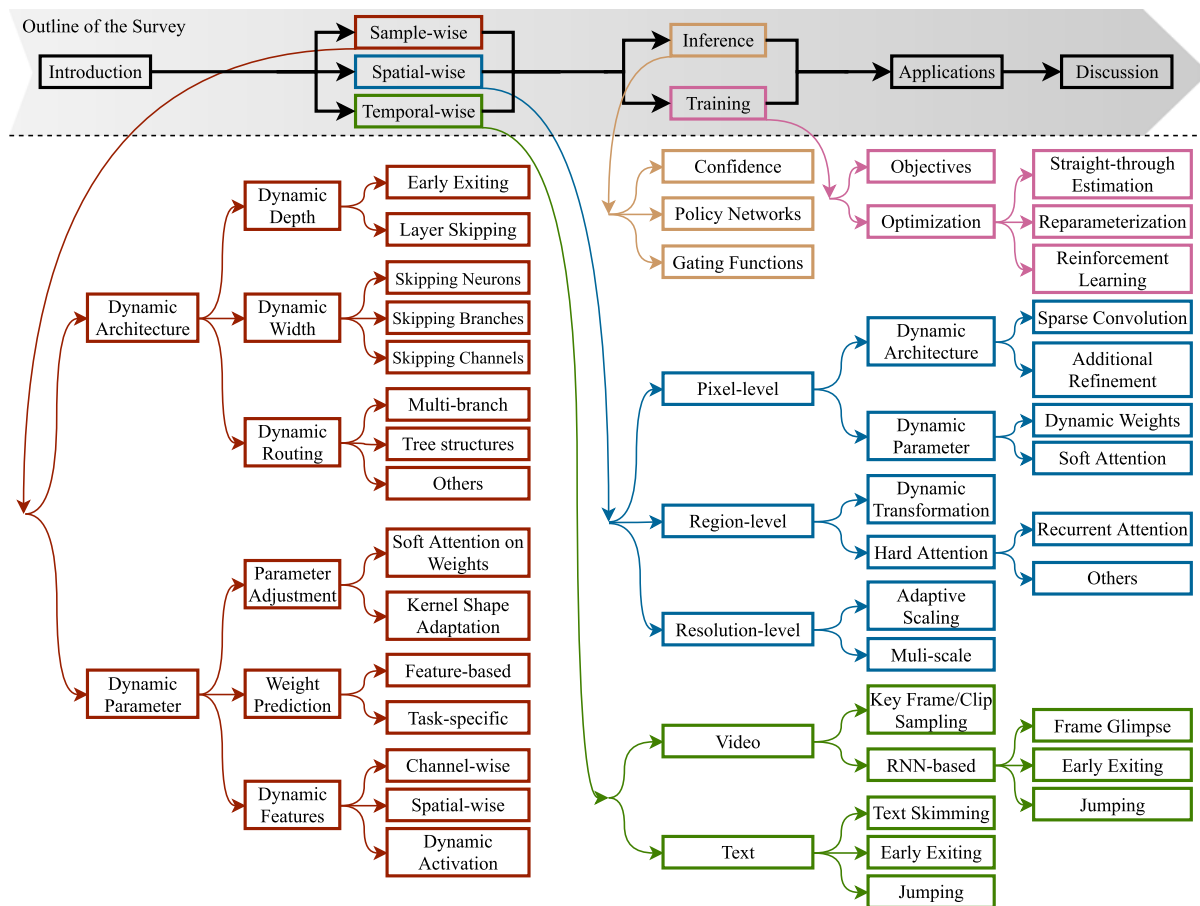 Outline of the Survey
Introduction
Sample-wise
Spatial-wise
Temporal-wise
Inference
Training
Applications
Discussion
Dynamic
Architecture
Dynamic
Depth
Early Exiting
Layer Skipping
Dynamic
Width
Skipping Neurons
Skipping Branches
Skipping Channels
Dynamic
Routing
Multi-branch
Tree structures
Others
Dynamic
Parameter
Parameter
Adjustment
Soft Attention on
Weights
Kernel Shape
Adaptation
Weight
Prediction
Feature-based
Task-specific
Dynamic
Features
Channel-wise
Spatial-wise
Dynamic
Activation
Confidence
Policy Networks
Gating Functions
Objectives
Optimization
Straight-through
Estimation
Reparameterization
Reinforcement
Learning
Pixel-level
Dynamic
Architecture
Sparse Convolution
Additional
Refinement
Dynamic
Parameter
Dynamic Weights
Soft Attention
Region-level
Dynamic
Transformation
Hard Attention
Recurrent Attention
Others
Resolution-level
Adaptive
Scaling
Muli-scale
Video
Key Frame/Clip
Sampling
RNN-based
Frame Glimpse
Early Exiting
Jumping
Text
Text Skimming
Early Exiting
Jumping